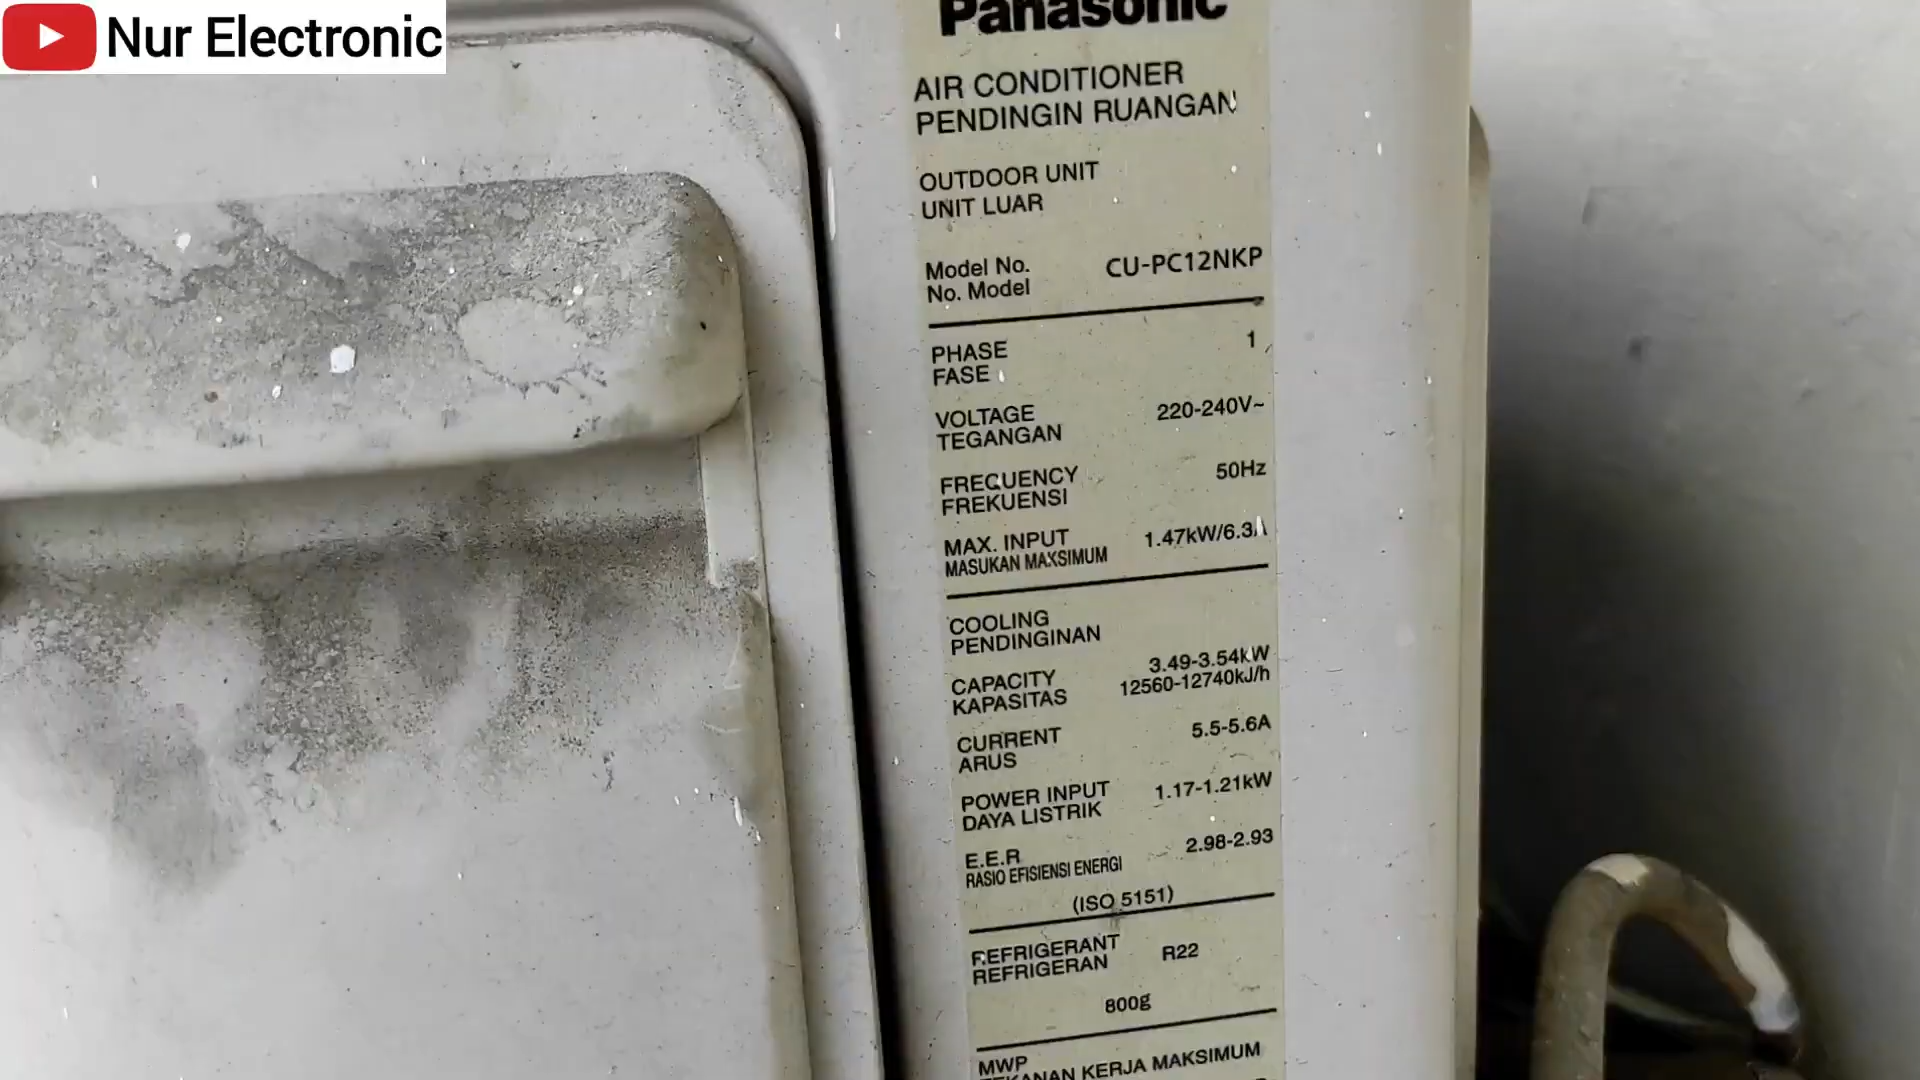 Nur Electronic
Panasonic
AIR CONDITIONER
PENDINGIN RUANGAN
OUTDOOR UNIT
UNIT LUAR
Model No.
No. Model
CU-PC12NKP
PHASE
FASE
1
VOLTAGE
TEGANGAN
220-240V~
FREQUENCY
FREKUENSI
50Hz
MAX. INPUT
MASUKAN MAXSIMUM
1.47kW/6.3A
COOLING
PENDINGINAN
CAPACITY
KAPASITAS
3.49-3.54kW
12560-12740kJ/h
CURRENT
ARUS
5.5-5.6A
POWER INPUT
DAYA LISTRIK
1.17-1.21kW
E.E.R
RASIO EFISIENSI ENERGI
2.98-2.93
(ISO 5151)
REFRIGERANT
REFRIGERAN
R22
800g
MWP
TEKANAN KERJA MAKSIMUM